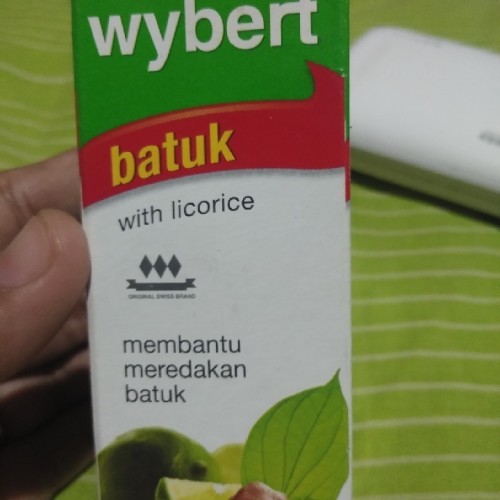 wybert
batuk
with licorice
ORIGINAL SWISS BRAND
membantu
meredakan
batuk